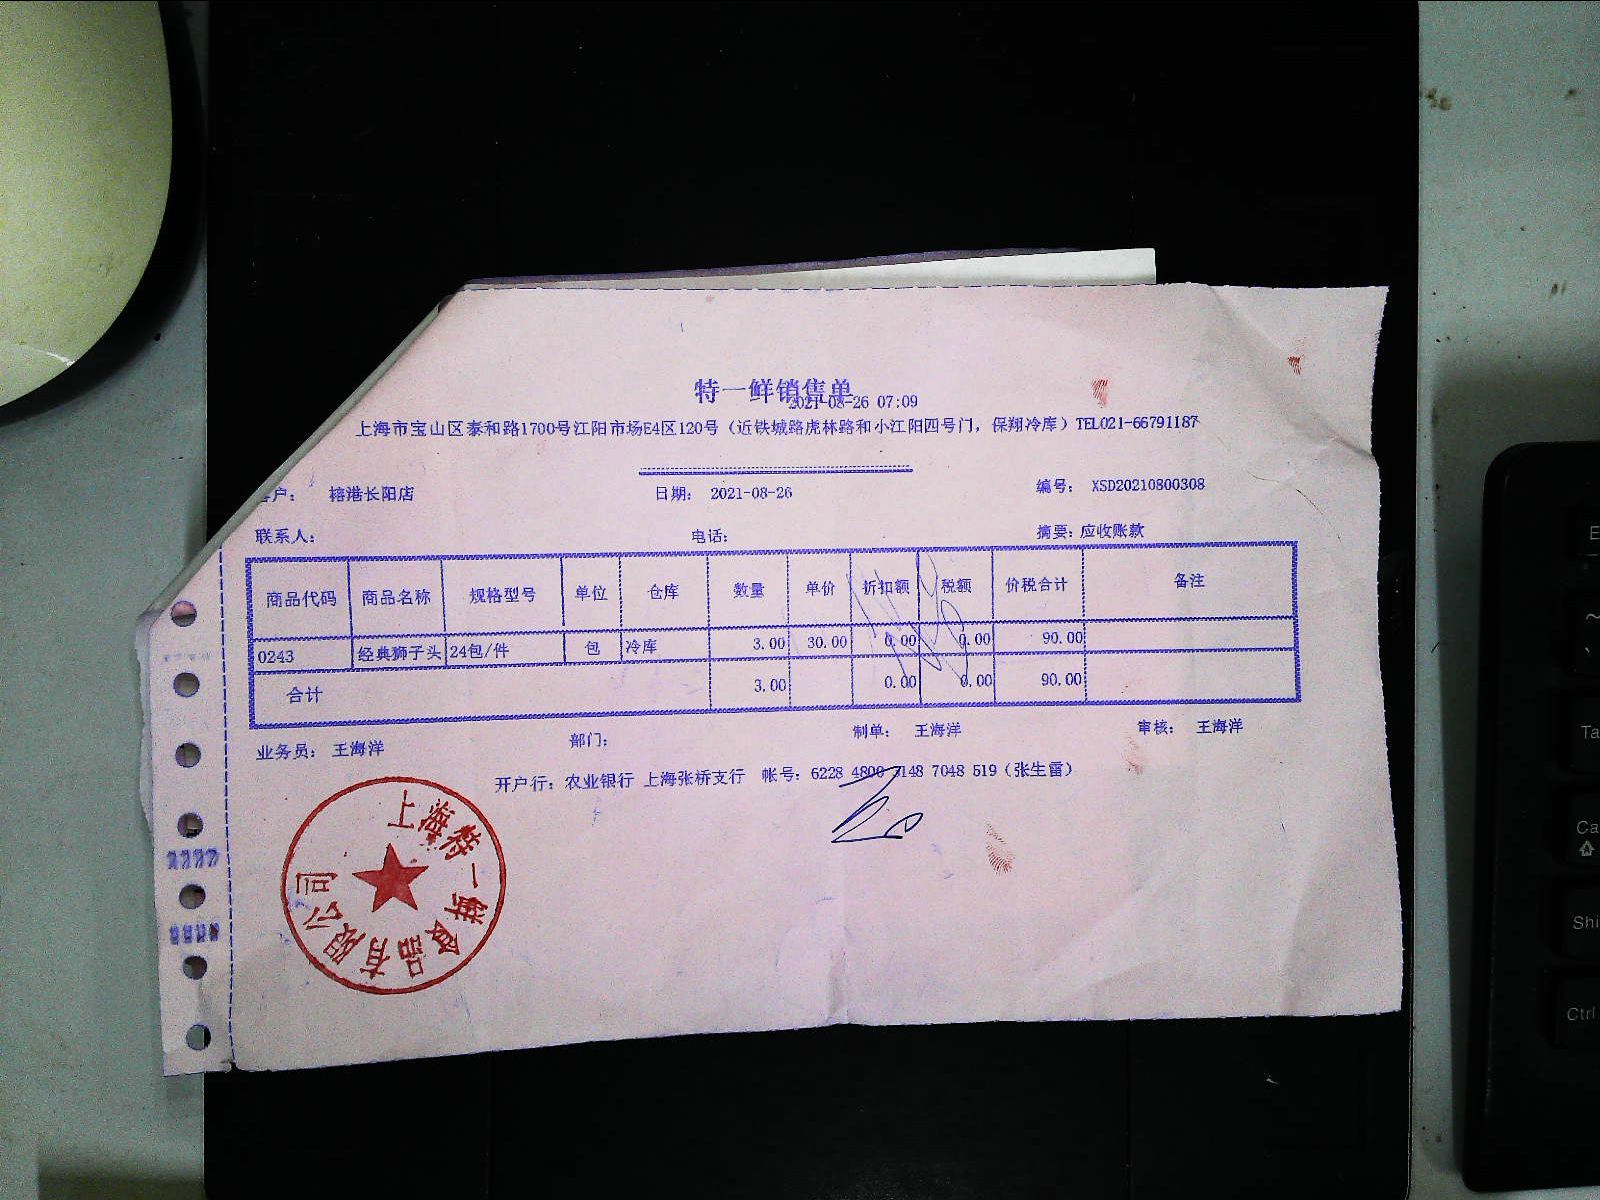 特一鲜销售单
2021-08-26 07:09
上海市宝山区泰和路1700号江阳市场E4区120号（近铁城路虎林路和小江阳四号门，保翔冷库）TEL021-66791187
客户： 榕港长阳店 日期： 2021-08-26 编号： XSD20210800308
联系人： 电话： 摘要：应收账款
商品代码 商品名称 规格型号 单位 仓库 数量 单价 折扣额 税额 价税合计 备注
0243 经典狮子头 24包/件 包 冷库 3.00 30.00 0.00 0.00 90.00
合计 3.00 0.00 0.00 90.00
业务员： 王海洋 部门： 制单： 王海洋 审核： 王海洋
开户行：农业银行 上海张桥支行 帐号：6228 4800 3148 7048 519（张生雷）
上海特一鲜食品有限公司
Ctrl